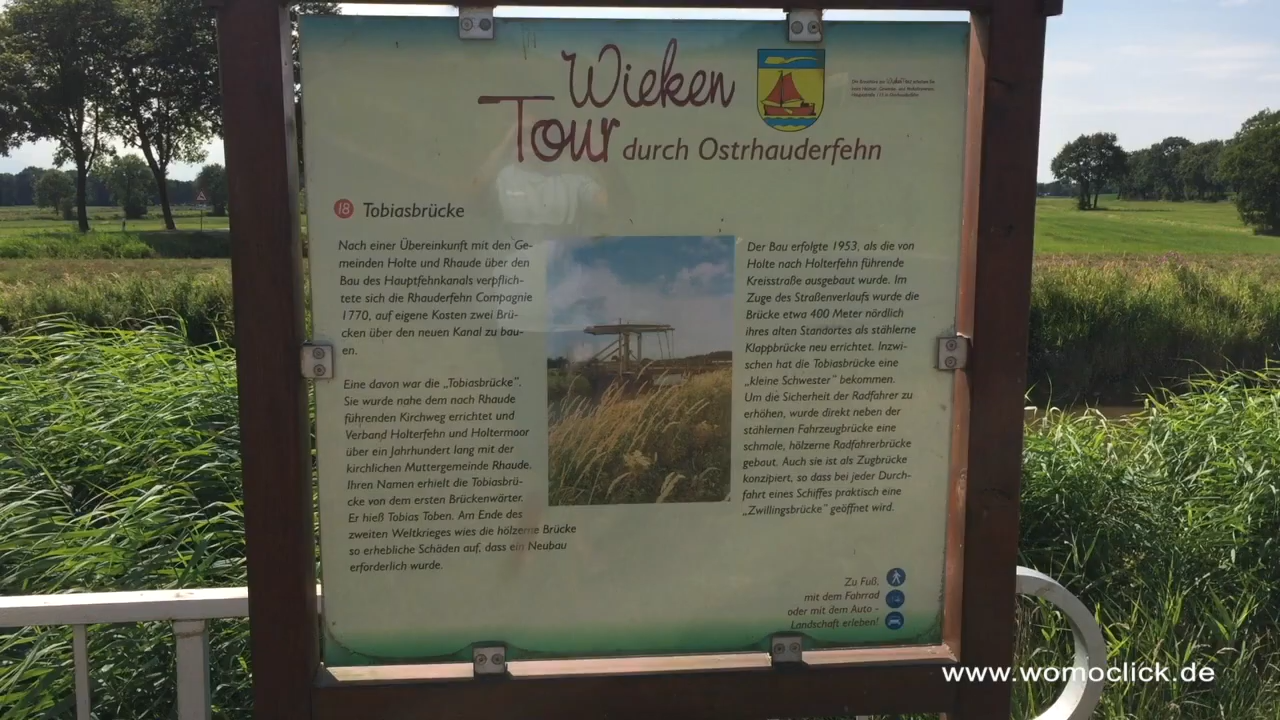 Wieken
Tour durch Ostrhauderfehn
18 Tobiasbrücke
Nach einer Übereinkunft mit den Ge-
meinden Holte und Rhaude über den
Bau des Hauptfehnkanals verpflich-
tete sich die Rhauderfehn Compagnie
1770, auf eigene Kosten zwei Brü-
cken über den neuen Kanal zu bau-
en.
Eine davon war die „Tobiasbrücke“.
Sie wurde nahe dem nach Rhaude
führenden Kirchweg errichtet und
Verband Holterfehn und Holtermoor
über ein Jahrhundert lang mit der
kirchlichen Muttergemeinde Rhaude.
Ihren Namen erhielt die Tobiasbrü-
cke von dem ersten Brückenwärter.
Er hieß Tobias Toben. Am Ende des
zweiten Weltkrieges wies die hölzerne Brücke
so erhebliche Schäden auf, dass ein Neubau
erforderlich wurde.
Der Bau erfolgte 1953, als die von
Holte nach Holterfehn führende
Kreisstraße ausgebaut wurde. Im
Zuge des Straßenverlaufs wurde die
Brücke etwa 400 Meter nördlich
ihres alten Standortes als stählerne
Klappbrücke neu errichtet. Inzwi-
schen hat die Tobiasbrücke eine
„kleine Schwester“ bekommen.
Um die Sicherheit der Radfahrer zu
erhöhen, wurde direkt neben der
stählernen Fahrzeugbrücke eine
schmale, hölzerne Radfahrerbrücke
gebaut. Auch sie ist als Zugbrücke
konzipiert, so dass bei jeder Durch-
fahrt eines Schiffes praktisch eine
„Zwillingsbrücke“ geöffnet wird.
Zu Fuß,
mit dem Fahrrad
oder mit dem Auto -
Landschaft erleben!
www.womoclick.de